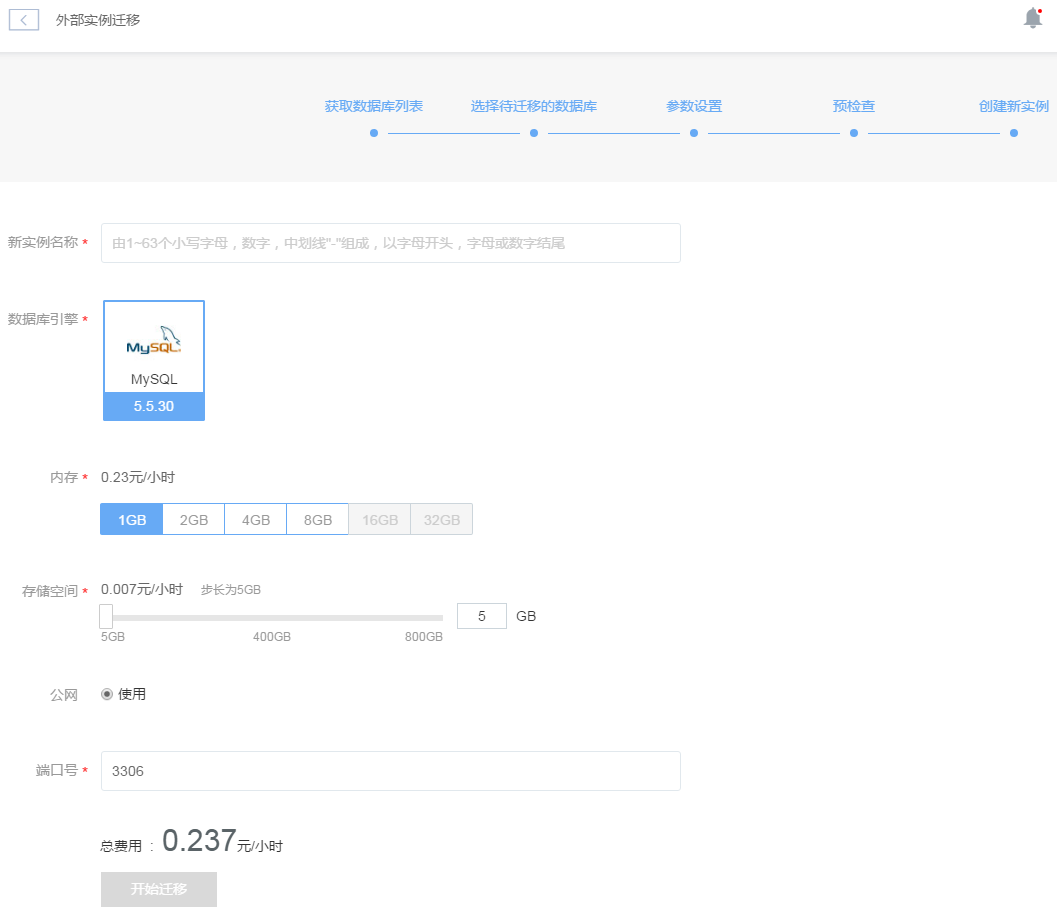 外部实例迁移
获取数据库列表 选择待迁移的数据库 参数设置 预检查 创建新实例
新实例名称 * 由1~63个小写字母，数字，中划线"-"组成，以字母开头，字母或数字结尾
数据库引擎 *
MySQL
MySQL
5.5.30
内存 * 0.23元/小时
1GB 2GB 4GB 8GB 16GB 32GB
存储空间 * 0.007元/小时 步长为5GB
5 GB
5GB 400GB 800GB
公网 使用
端口号 * 3306
总费用 : 0.237元/小时
开始迁移